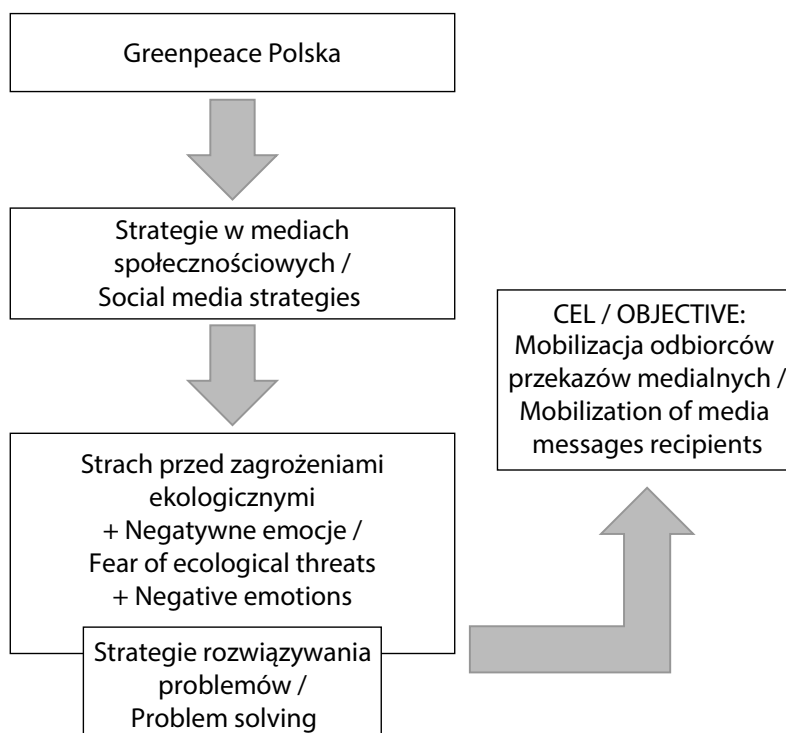 Greenpeace Polska
Strategie w mediach
społecznościowych /
Social media strategies
Strach przed zagrożeniami
ekologicznymi
+ Negatywne emocje /
Fear of ecological threats
+ Negative emotions
Strategie rozwiązywania
problemów /
Problem solving
CEL / OBJECTIVE:
Mobilizacja odbiorców
przekazów medialnych /
Mobilization of media
messages recipients